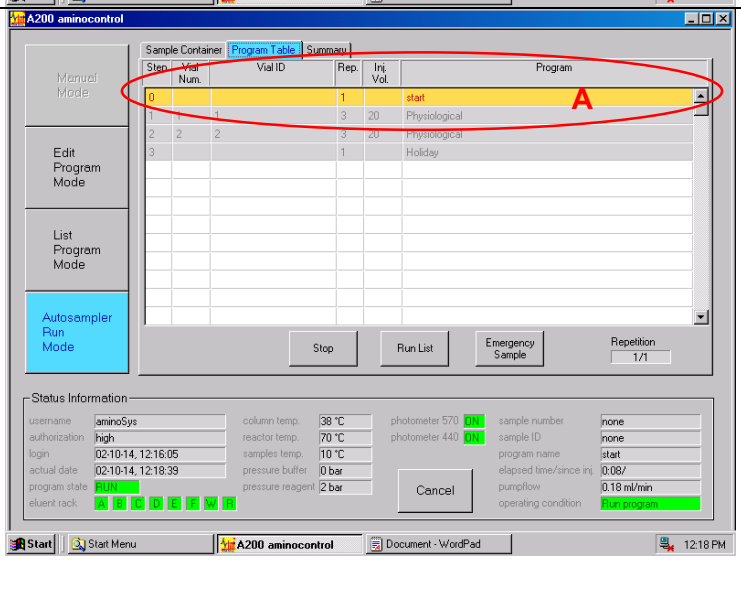 A200 aminocontrol
Sample Container Program Table Summary
Step Vial Num. Vial ID Rep. Inj. Vol. Program
0 1 start
A
1 1 1 3 20 Physiological
2 2 2 3 20 Physiological
3 1 Holiday
Manual
Mode
Edit
Program
Mode
List
Program
Mode
Autosampler
Run
Mode
Stop
Run List
Emergency
Sample
Repetition
1/1
Status Information
username aminoSys column temp. 38 °C photometer 570 ON sample number none
authorization high reactor temp. 70 °C photometer 440 ON sample ID none
login 02-10-14, 12:16:05 samples temp. 10 °C program name start
actual date 02-10-14, 12:18:39 pressure buffer 0 bar elapsed time/since inj. 0:08/
program state RUN pressure reagent 2 bar Cancel pumpflow 0.18 ml/min
eluent rack A B C D E F W R operating condition Run program
Start Start Menu A200 aminocontrol Document - WordPad 12:18 PM